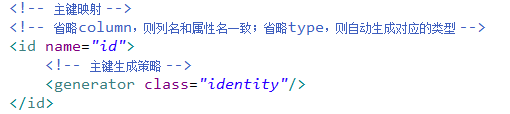 <!-- 主键映射 -->
<!-- 省略column，则列名和属性名一致；省略type，则自动生成对应的类型 -->
<id name="id">
<!-- 主键生成策略 -->
<generator class="identity"/>
</id>